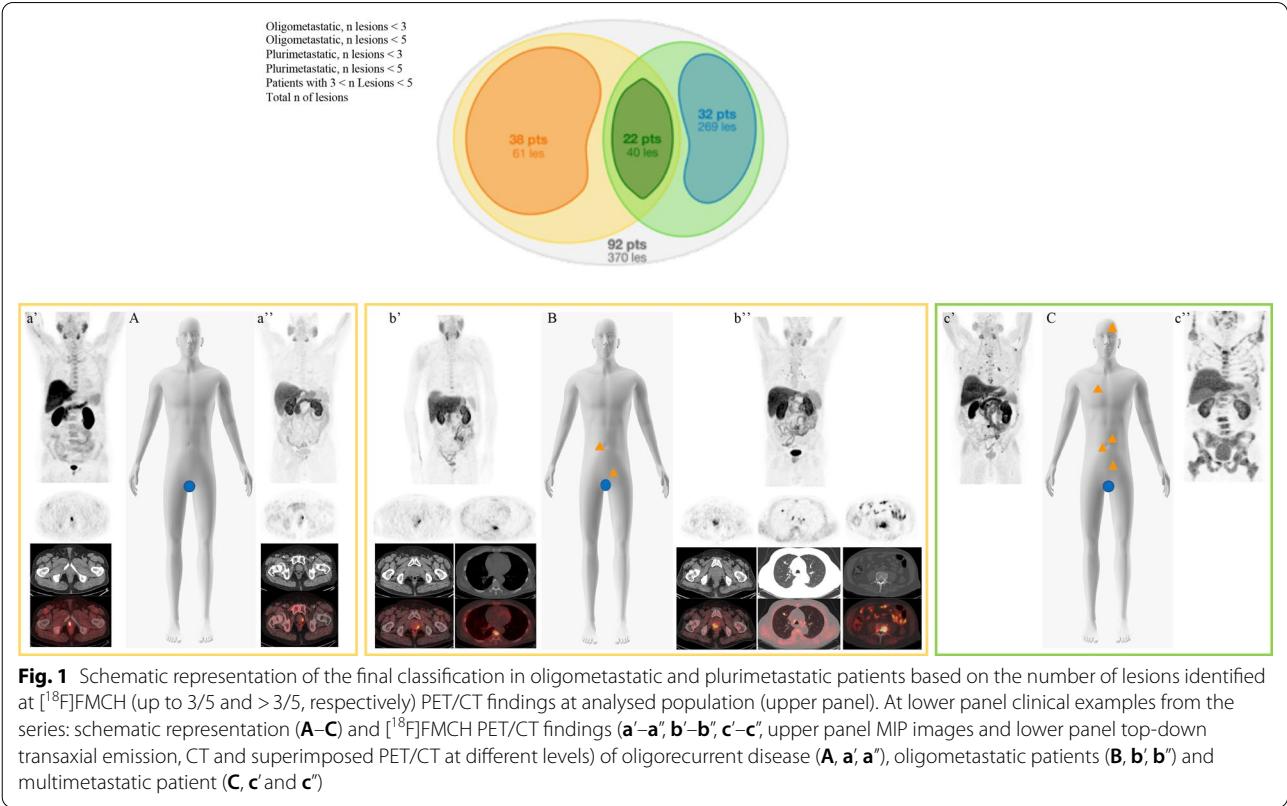 Oligometastatic, n lesions < 3
Oligometastatic, n lesions < 5
Plurimetastatic, n lesions < 3
Plurimetastatic, n lesions < 5
Patients with 3 < n Lesions < 5
Total n of lesions
38 pts
61 les
22 pts
40 les
32 pts
269 les
92 pts
370 les
a' A a''
b' B b''
c' C c''
Fig. 1 Schematic representation of the final classification in oligometastatic and plurimetastatic patients based on the number of lesions identified
at [18F]FMCH (up to 3/5 and > 3/5, respectively) PET/CT findings at analysed population (upper panel). At lower panel clinical examples from the
series: schematic representation (A–C) and [18F]FMCH PET/CT findings (a′–a″, b′–b″, c′–c″, upper panel MIP images and lower panel top-down
transaxial emission, CT and superimposed PET/CT at different levels) of oligorecurrent disease (A, a′, a″), oligometastatic patients (B, b′, b″) and
multimetastatic patient (C, c′ and c″)